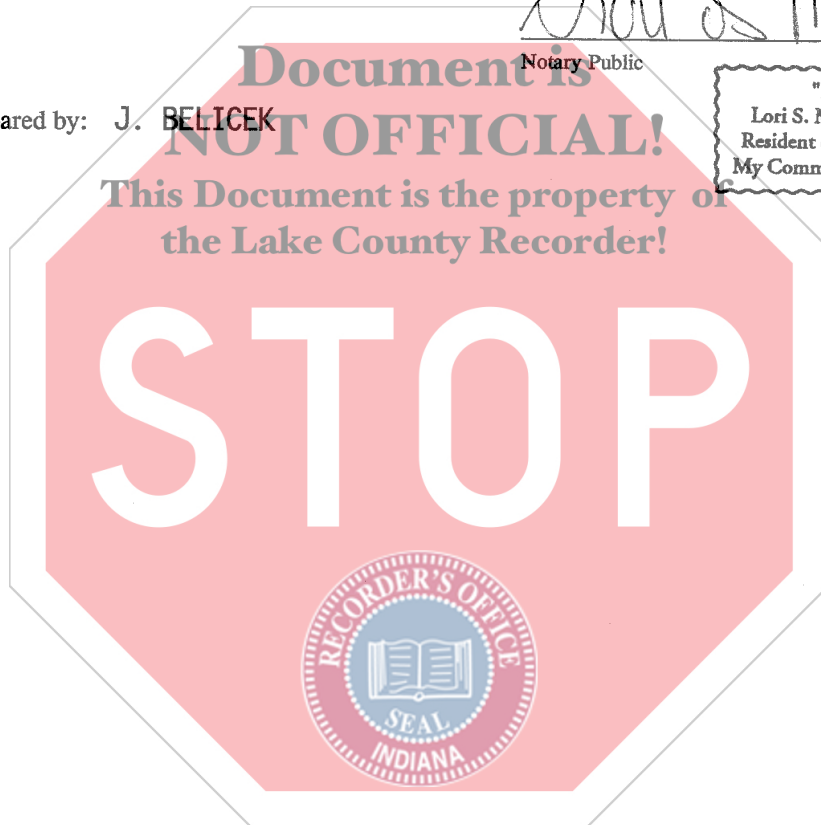 Document is
Notary Public
"
ared by: J. BELICEK
Lori S.
NOT OFFICIAL!
Resident
My Comm
This Document is the property of
the Lake County Recorder!
STOP
RECORDER'S OFFICE
SEAL
INDIANA